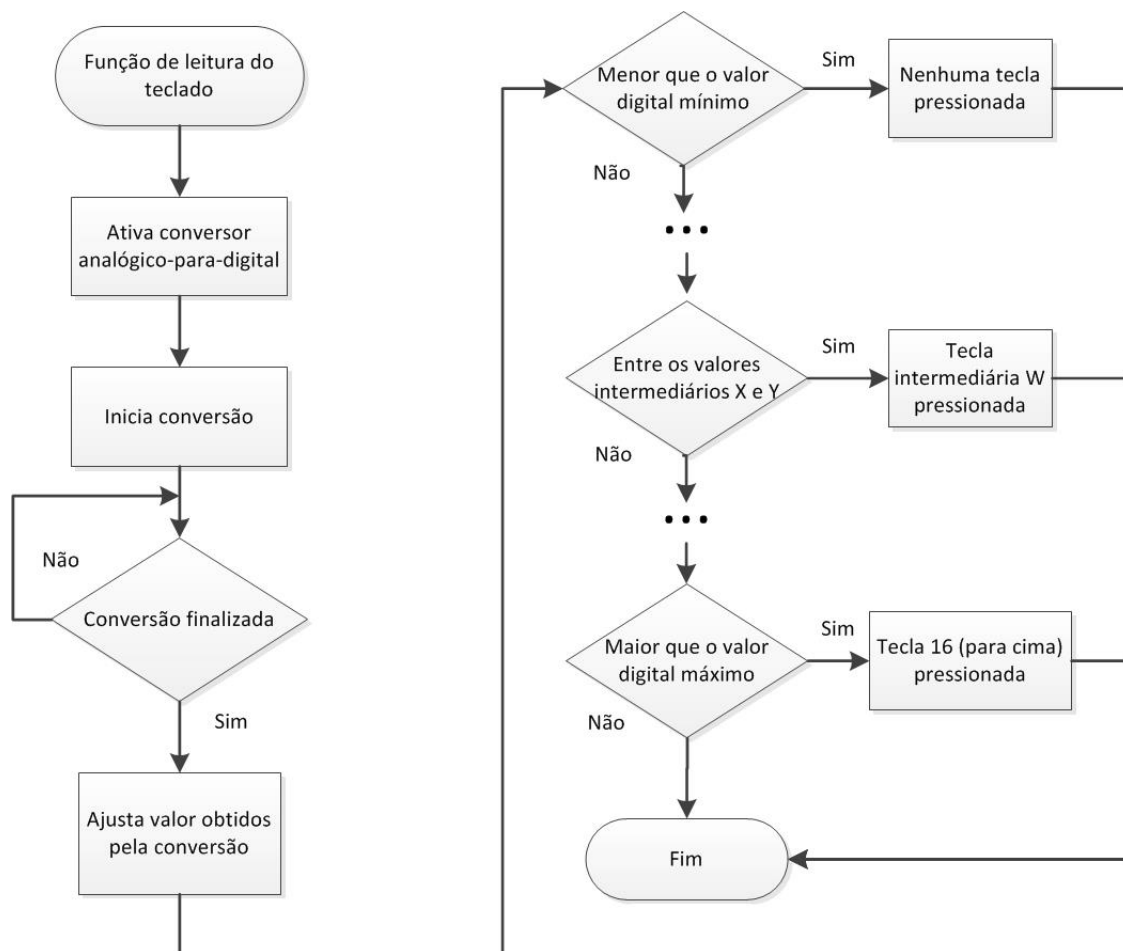 Função de leitura do
teclado
Ativa conversor
analógico-para-digital
Inicia conversão
Não
Conversão finalizada
Sim
Ajusta valor obtidos
pela conversão
Menor que o valor
digital mínimo
Sim
Nenhuma tecla
pressionada
Não
...
Entre os valores
intermediários X e Y
Sim
Tecla
intermediária W
pressionada
Não
...
Maior que o valor
digital máximo
Sim
Tecla 16 (para cima)
pressionada
Não
Fim